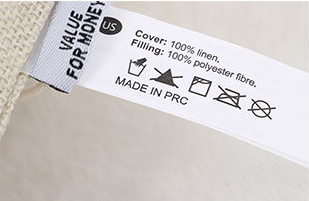 VALUE
FOR MONEY
US
Cover: 100% linen.
Filling: 100% polyester fibre.
MADE IN PRC